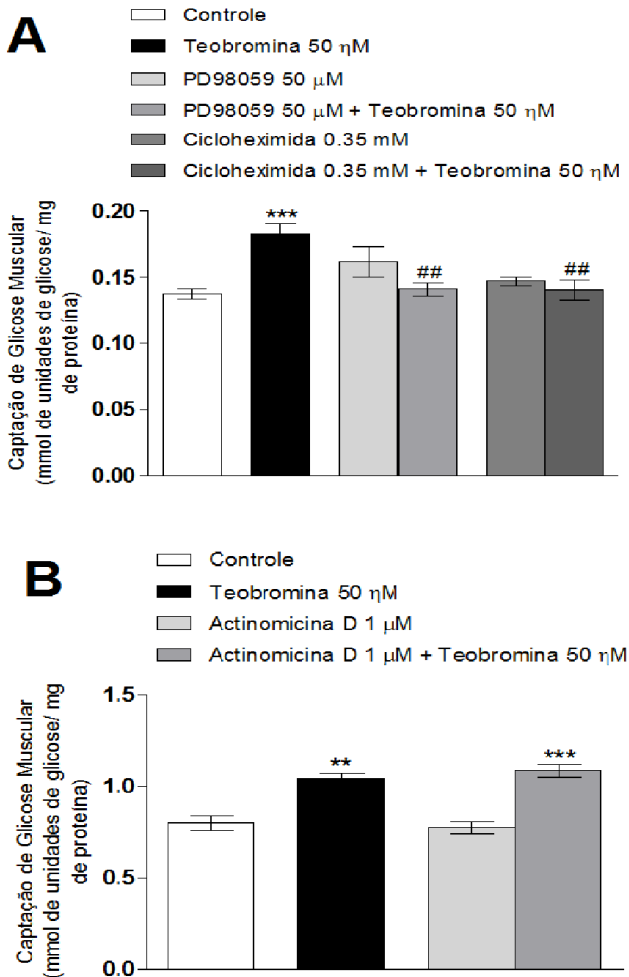 A
Controle
Teobromina 50 ηM
PD98059 50 μM
PD98059 50 μM + Teobromina 50 ηM
Cicloheximida 0.35 mM
Cicloheximida 0.35 mM + Teobromina 50 ηM
Captação de Glicose Muscular
(mmol de unidades de glicose/ mg
de proteína)
0.20
0.15
0.10
0.05
0.00
***
##
##
B
Controle
Teobromina 50 ηM
Actinomicina D 1 μM
Actinomicina D 1 μM + Teobromina 50 ηM
Captação de Glicose Muscular
(mmol de unidades de glicose/ mg
de proteína)
1.5
1.0
0.5
0.0
**
***